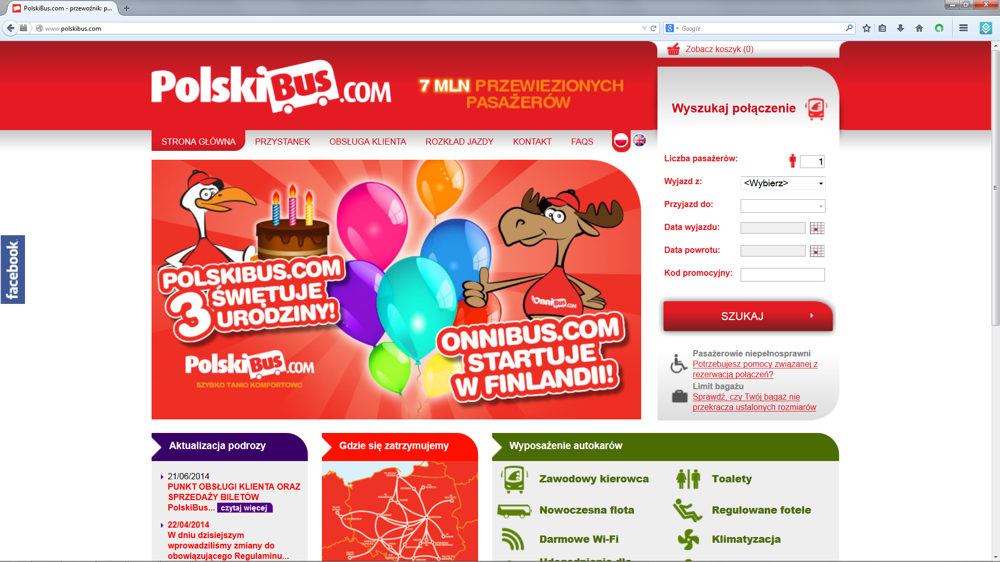 PolskiBus.com - przewoźnik: p...
www.polskibus.com
Google
Zobacz koszyk (0)
PolskiBus.com
7 MLN PRZEWIEZIONYCH
PASAŻERÓW
Wyszukaj połączenie
STRONA GŁÓWNA
PRZYSTANEK
OBSŁUGA KLIENTA
ROZKŁAD JAZDY
KONTAKT
FAQS
Liczba pasażerów:
1
Wyjazd z:
<Wybierz>
Przyjazd do:
Data wyjazdu:
Data powrotu:
Kod promocyjny:
SZUKAJ
facebook
POLSKIBUS.COM
3 ŚWIĘTUJE
URODZINY!
PolskiBus.com
SZYBKO TANIO KOMFORTOWO
OnniBus.com
ONNIBUS.COM
STARTUJE
W FINLANDII!
Pasażerowie niepełnosprawni
Potrzebujesz pomocy związanej z
rezerwacją połączeń?
Limit bagażu
Sprawdź, czy Twój bagaż nie
przekracza ustalonych rozmiarów
Aktualizacja podrozy
21/06/2014
PUNKT OBSŁUGI KLIENTA ORAZ
SPRZEDAŻY BILETÓW
PolskiBus... czytaj więcej
22/04/2014
W dniu dzisiejszym
wprowadziliśmy zmiany do
obowiązującego Regulaminu...
Gdzie się zatrzymujemy
Wyposażenie autokarów
Zawodowy kierowca
Toalety
Nowoczesna flota
Regulowane fotele
Darmowe Wi-Fi
Klimatyzacja